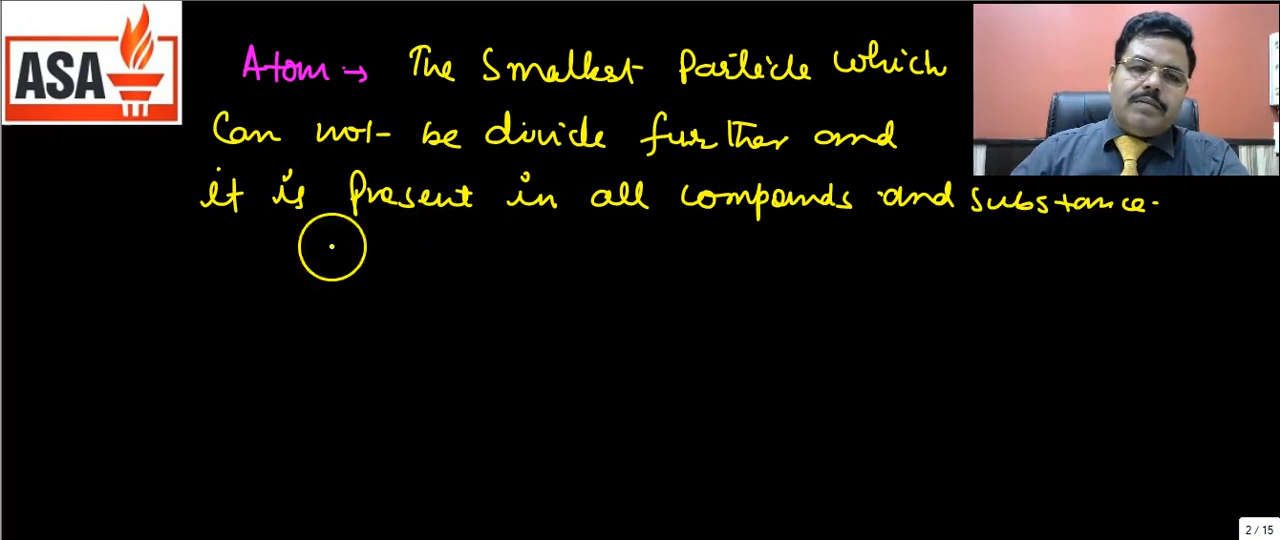 ASA
Atom → The Smallest Particle which
Can not be divide further and
it is Present in all compounds and substance.
2 / 15